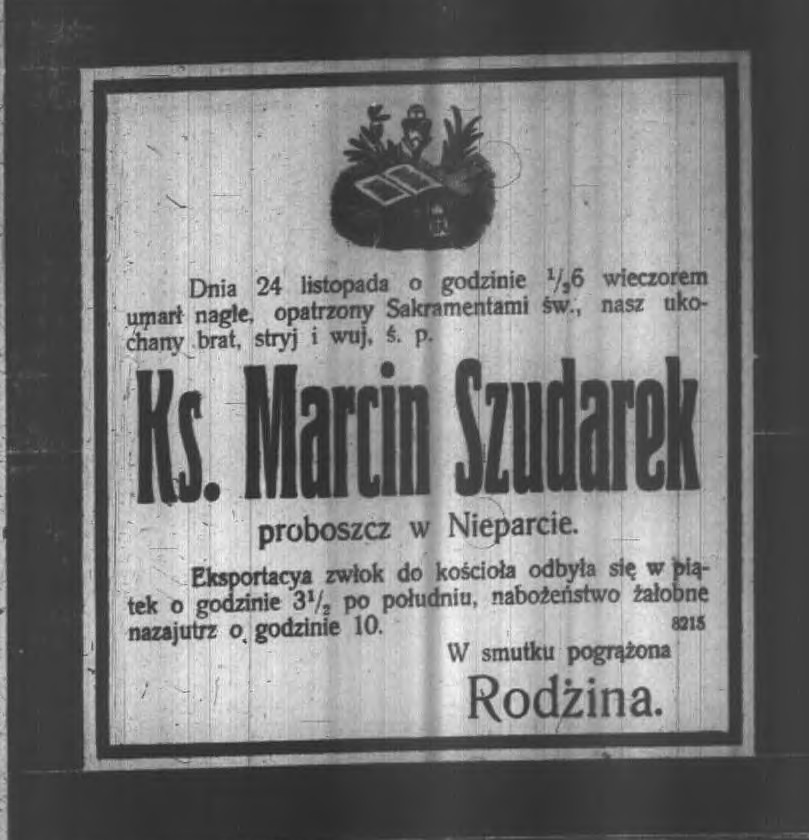 Dnia 24 listopada o godzinie ½6 wieczorem
umarł nagle, opatrzony Sakramentami św., nasz uko-
chany brat, stryj i wuj, ś. p.
Ks. Marcin Szudarek
proboszcz w Nieparcie.
Eksportacya zwłok do kościoła odbyła się w pią-
tek o godzinie 3½ po południu, nabożeństwo żałobne
nazajutrz o godzinie 10. 8215
W smutku pogrążona
Rodzina.